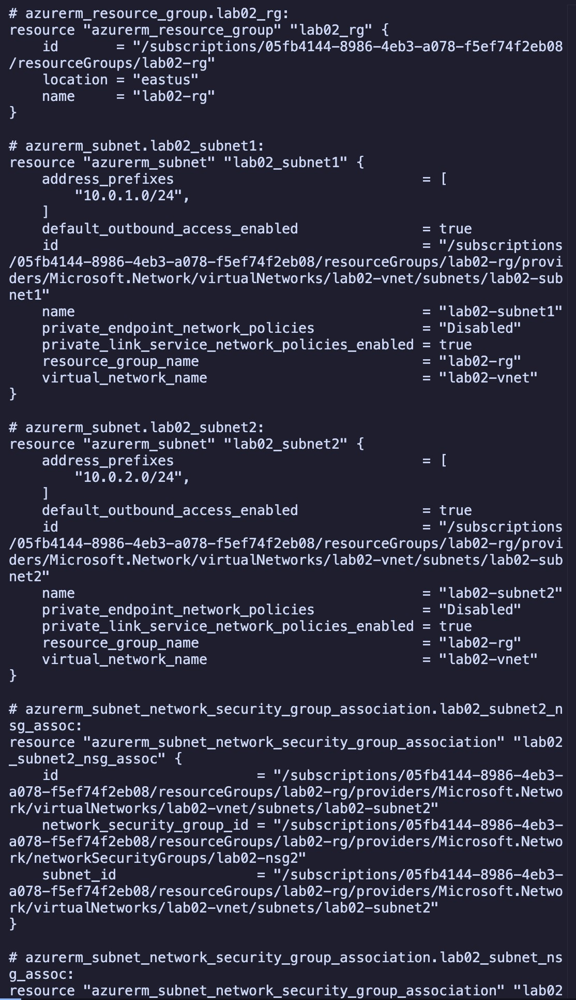 # azurerm_resource_group.lab02_rg:
resource "azurerm_resource_group" "lab02_rg" {
    id       = "/subscriptions/05fb4144-8986-4eb3-a078-f5ef74f2eb08
/resourceGroups/lab02-rg"
    location = "eastus"
    name     = "lab02-rg"
}

# azurerm_subnet.lab02_subnet1:
resource "azurerm_subnet" "lab02_subnet1" {
    address_prefixes                              = [
        "10.0.1.0/24",
    ]
    default_outbound_access_enabled               = true
    id                                            = "/subscriptions
/05fb4144-8986-4eb3-a078-f5ef74f2eb08/resourceGroups/lab02-rg/provi
ders/Microsoft.Network/virtualNetworks/lab02-vnet/subnets/lab02-sub
net1"
    name                                          = "lab02-subnet1"
    private_endpoint_network_policies             = "Disabled"
    private_link_service_network_policies_enabled = true
    resource_group_name                           = "lab02-rg"
    virtual_network_name                          = "lab02-vnet"
}

# azurerm_subnet.lab02_subnet2:
resource "azurerm_subnet" "lab02_subnet2" {
    address_prefixes                              = [
        "10.0.2.0/24",
    ]
    default_outbound_access_enabled               = true
    id                                            = "/subscriptions
/05fb4144-8986-4eb3-a078-f5ef74f2eb08/resourceGroups/lab02-rg/provi
ders/Microsoft.Network/virtualNetworks/lab02-vnet/subnets/lab02-sub
net2"
    name                                          = "lab02-subnet2"
    private_endpoint_network_policies             = "Disabled"
    private_link_service_network_policies_enabled = true
    resource_group_name                           = "lab02-rg"
    virtual_network_name                          = "lab02-vnet"
}

# azurerm_subnet_network_security_group_association.lab02_subnet2_n
sg_assoc:
resource "azurerm_subnet_network_security_group_association" "lab02
_subnet2_nsg_assoc" {
    id                        = "/subscriptions/05fb4144-8986-4eb3-
a078-f5ef74f2eb08/resourceGroups/lab02-rg/providers/Microsoft.Netwo
rk/virtualNetworks/lab02-vnet/subnets/lab02-subnet2"
    network_security_group_id = "/subscriptions/05fb4144-8986-4eb3-
a078-f5ef74f2eb08/resourceGroups/lab02-rg/providers/Microsoft.Netwo
rk/networkSecurityGroups/lab02-nsg2"
    subnet_id                 = "/subscriptions/05fb4144-8986-4eb3-
a078-f5ef74f2eb08/resourceGroups/lab02-rg/providers/Microsoft.Netwo
rk/virtualNetworks/lab02-vnet/subnets/lab02-subnet2"
}

# azurerm_subnet_network_security_group_association.lab02_subnet_ns
g_assoc:
resource "azurerm_subnet_network_security_group_association" "lab02